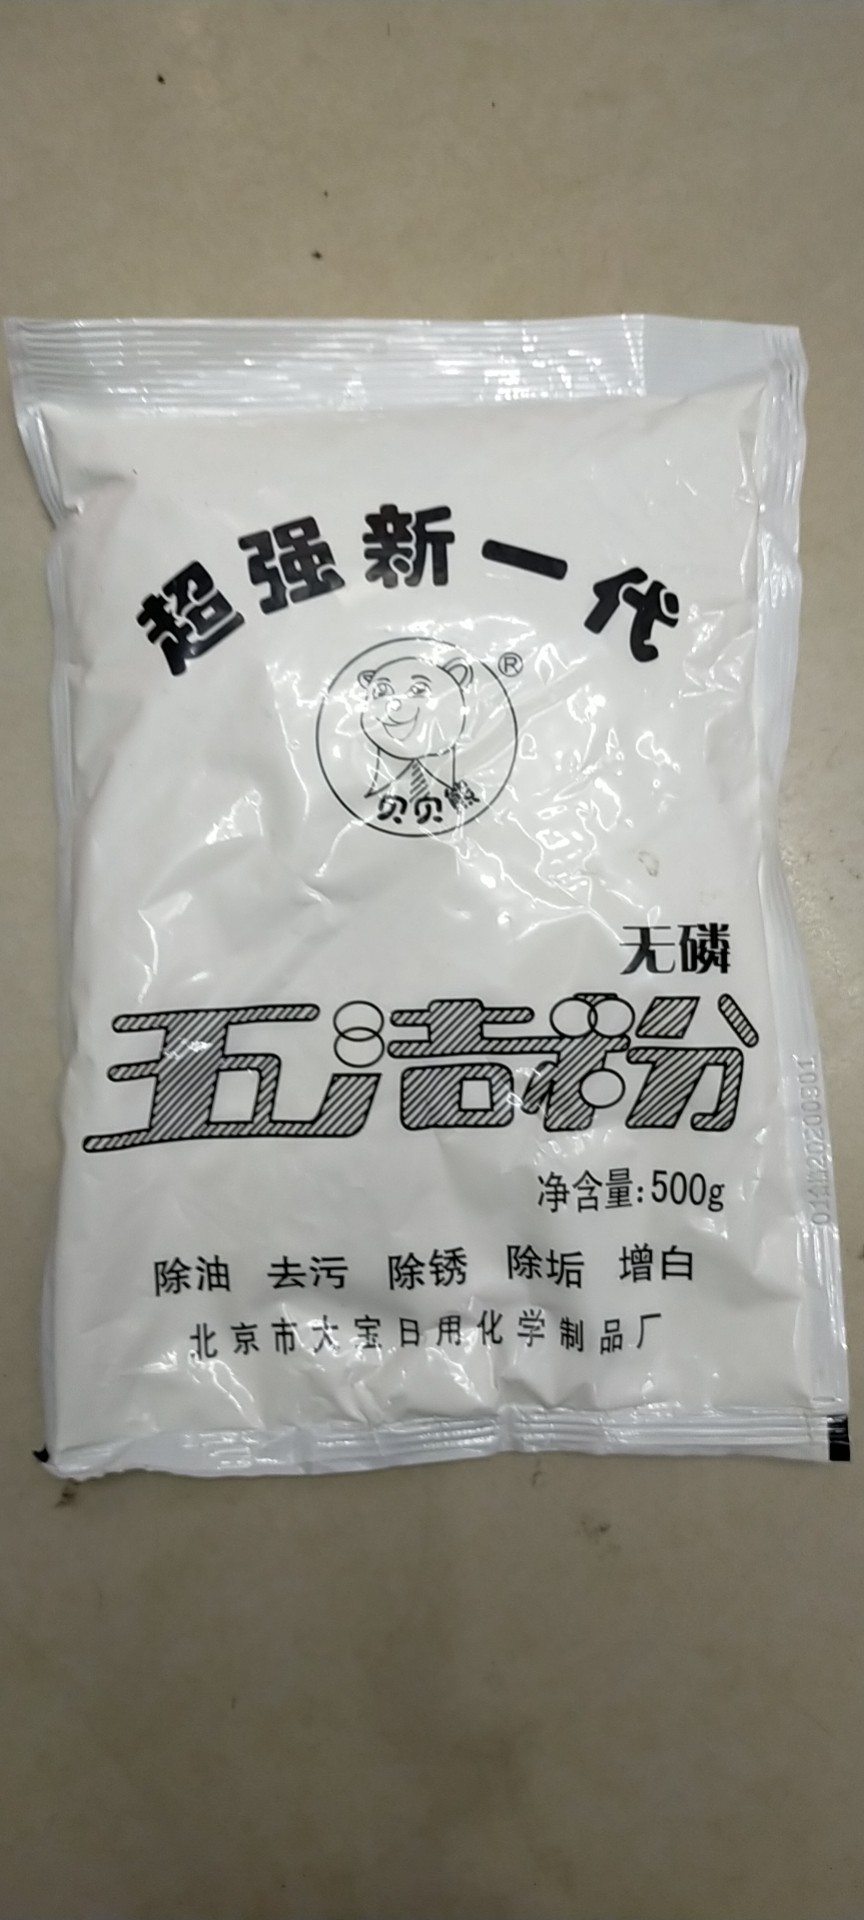 超强新一代
®
贝贝熊
无磷
五洁粉
净含量:500g
除油 去污 除锈 除垢 增白
北京市大宝日用化学制品厂